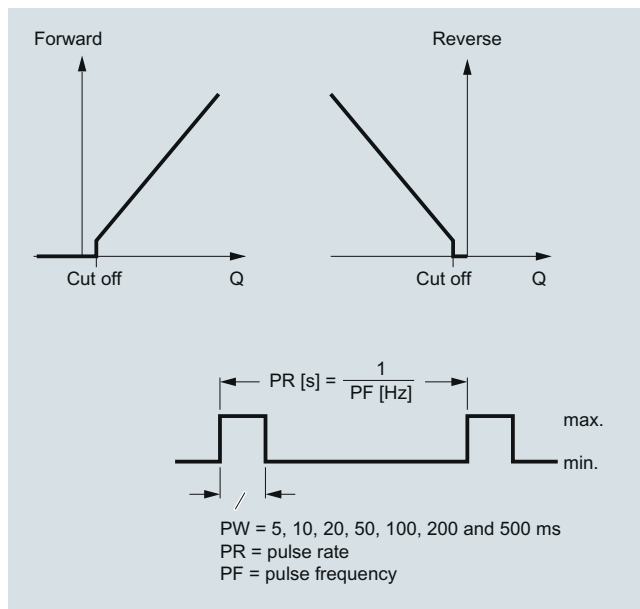 Forward
Reverse
Cut off
Q
Cut off
Q
PR [s] = 1 / PF [Hz]
max.
min.
PW = 5, 10, 20, 50, 100, 200 and 500 ms
PR = pulse rate
PF = pulse frequency